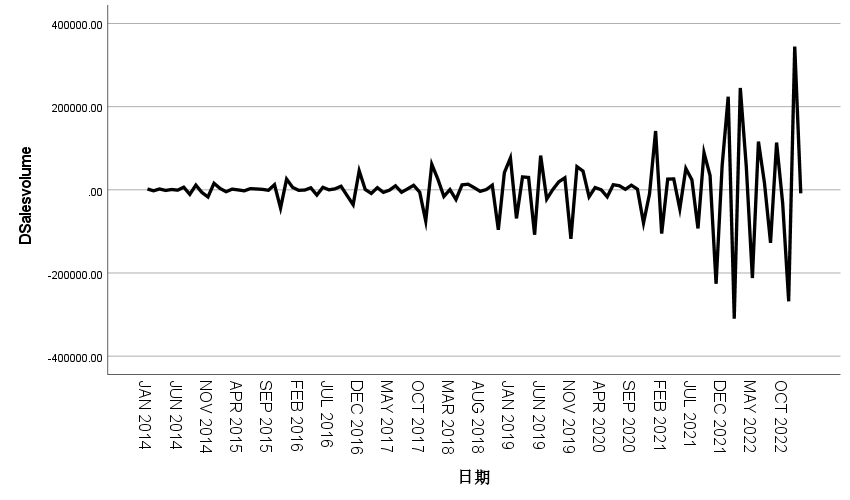 400000.00
200000.00
.00
-200000.00
-400000.00
DSalesvolume
JAN 2014
JUN 2014
NOV 2014
APR 2015
SEP 2015
FEB 2016
JUL 2016
DEC 2016
MAY 2017
OCT 2017
MAR 2018
AUG 2018
JAN 2019
JUN 2019
NOV 2019
APR 2020
SEP 2020
FEB 2021
JUL 2021
DEC 2021
MAY 2022
OCT 2022
日期